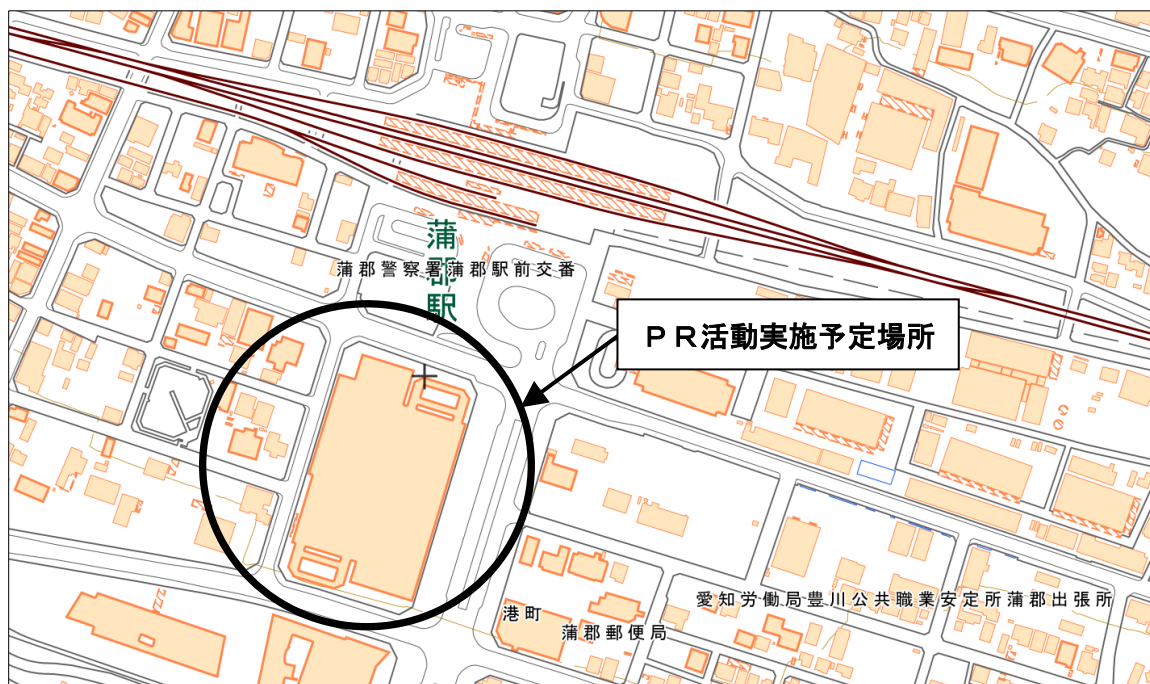 蒲郡駅
蒲郡警察署蒲郡駅前交番
ＰＲ活動実施予定場所
愛知労働局豊川公共職業安定所蒲郡出張所
港町
蒲郡郵便局